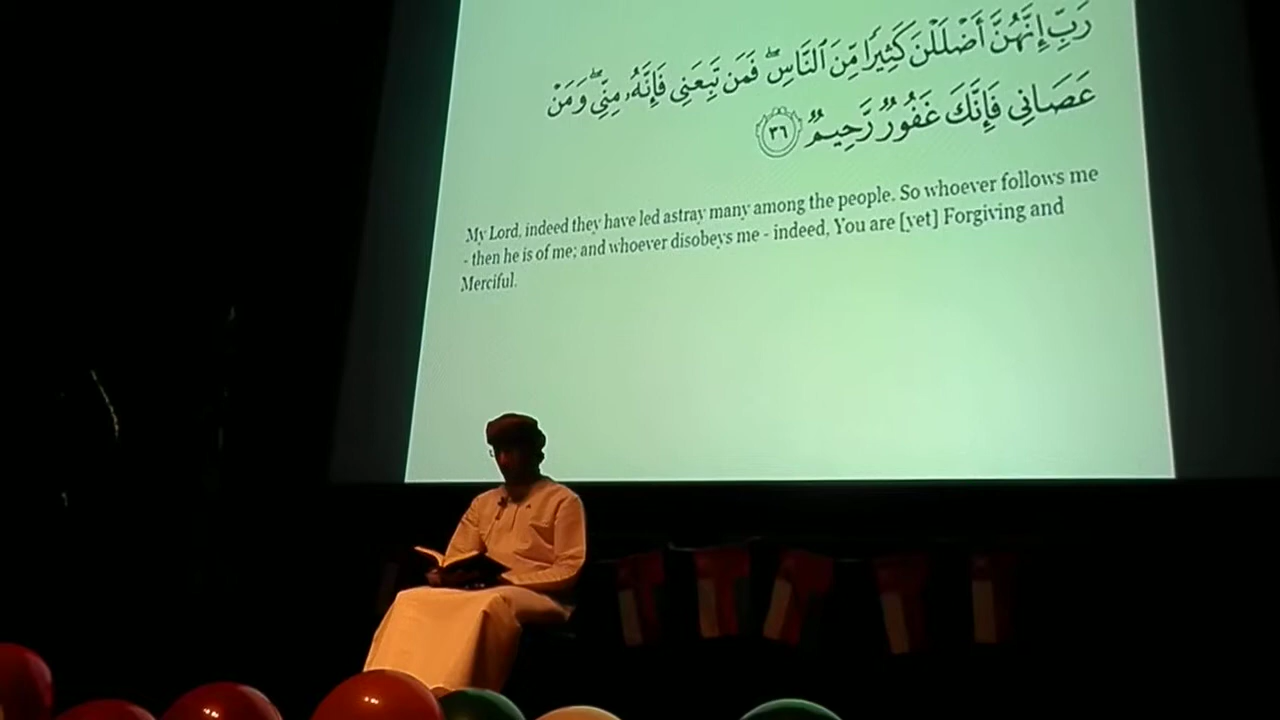 رَبِّ إِنَّهُنَّ أَضْلَلْنَ كَثِيرًا مِّنَ ٱلنَّاسِ ۖ فَمَن تَبِعَنِى فَإِنَّهُۥ مِنِّى ۖ وَمَنْ
عَصَانِى فَإِنَّكَ غَفُورٌ رَّحِيمٌ ٣٦
My Lord, indeed they have led astray many among the people. So whoever follows me
- then he is of me; and whoever disobeys me - indeed, You are [yet] Forgiving and
Merciful.